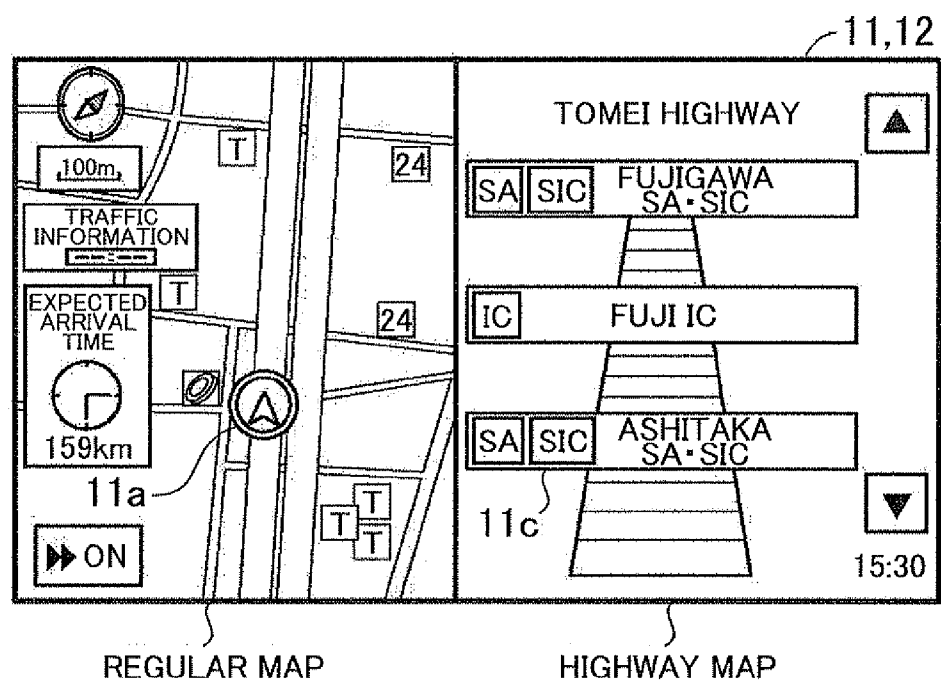 11,12
100m
TRAFFIC
INFORMATION
T
24
T
EXPECTED
ARRIVAL
TIME
24
159km
11a
T
T
T
ON
TOMEI HIGHWAY
▲
SA SIC FUJIGAWA
SA・SIC
IC FUJI IC
SA SIC ASHITAKA
SA・SIC
11c
▼
15:30
REGULAR MAP
HIGHWAY MAP